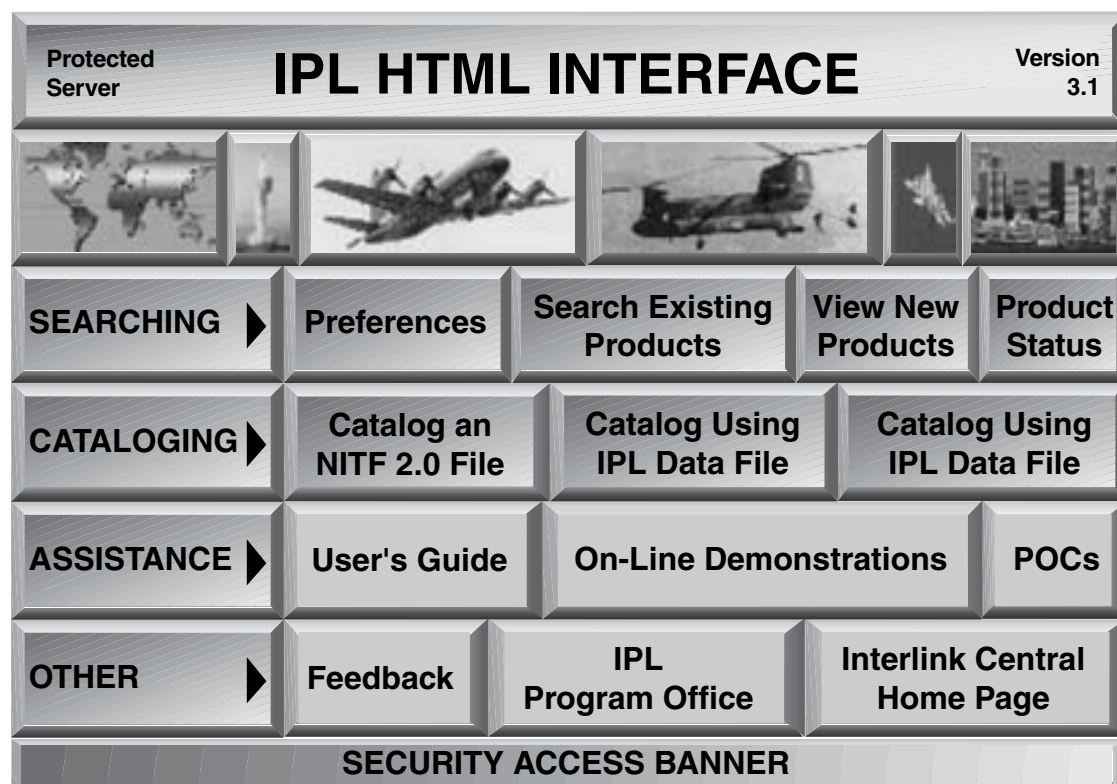 Protected
Server
IPL HTML INTERFACE
Version
3.1
SEARCHING
Preferences
Search Existing
Products
View New
Products
Product
Status
CATALOGING
Catalog an
NITF 2.0 File
Catalog Using
IPL Data File
Catalog Using
IPL Data File
ASSISTANCE
User's Guide
On-Line Demonstrations
POCs
OTHER
Feedback
IPL
Program Office
Interlink Central
Home Page
SECURITY ACCESS BANNER